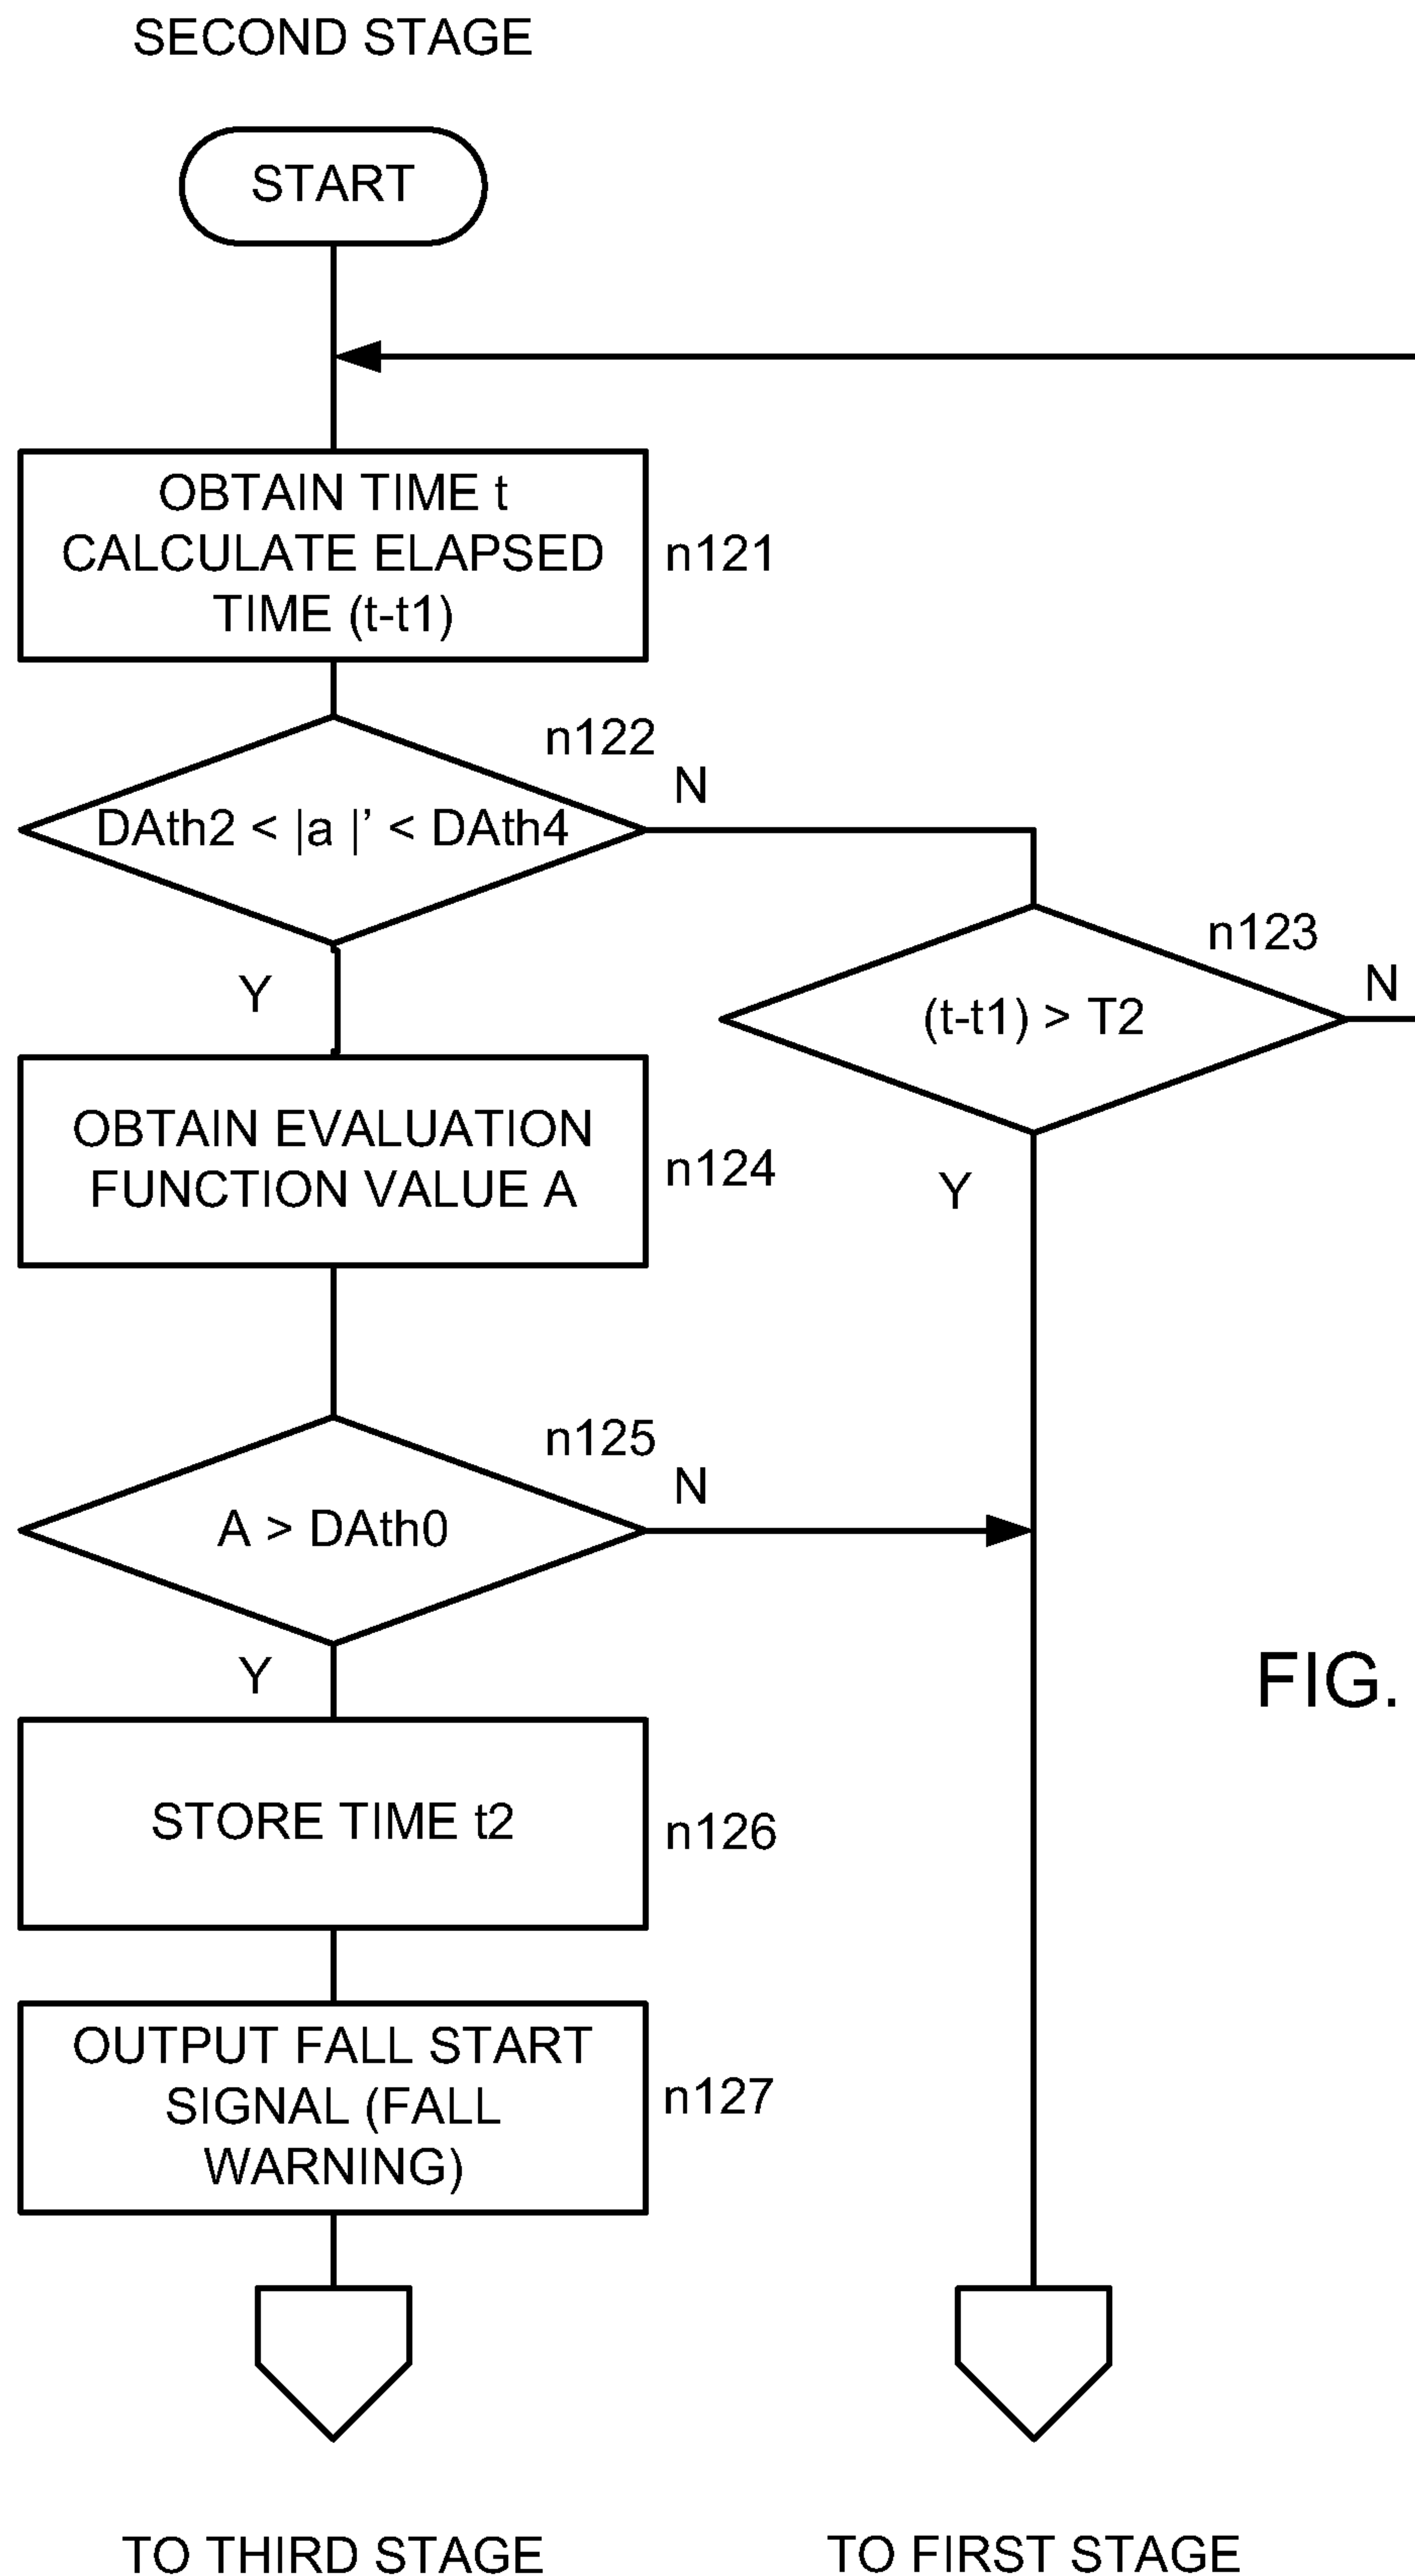 SECOND STAGE
START
OBTAIN TIME t
CALCULATE ELAPSED
TIME (t-t1)
n121
n122
N
DAth2 < |a |’ < DAth4
n123
N
(t-t1) > T2
Y
OBTAIN EVALUATION
FUNCTION VALUE A
n124
Y
n125
N
A > DAth0
FIG.
Y
STORE TIME t2
n126
OUTPUT FALL START
SIGNAL (FALL
WARNING)
n127
TO THIRD STAGE
TO FIRST STAGE